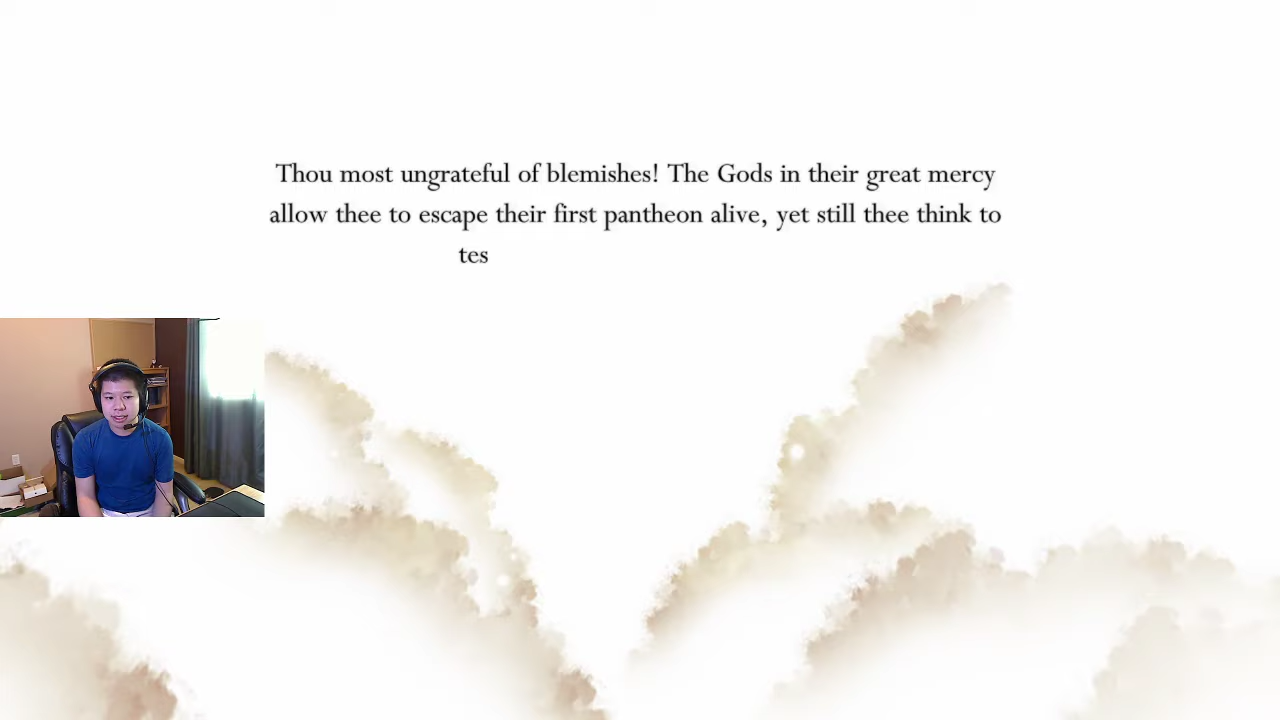 Thou most ungrateful of blemishes! The Gods in their great mercy
allow thee to escape their first pantheon alive, yet still thee think to
tes